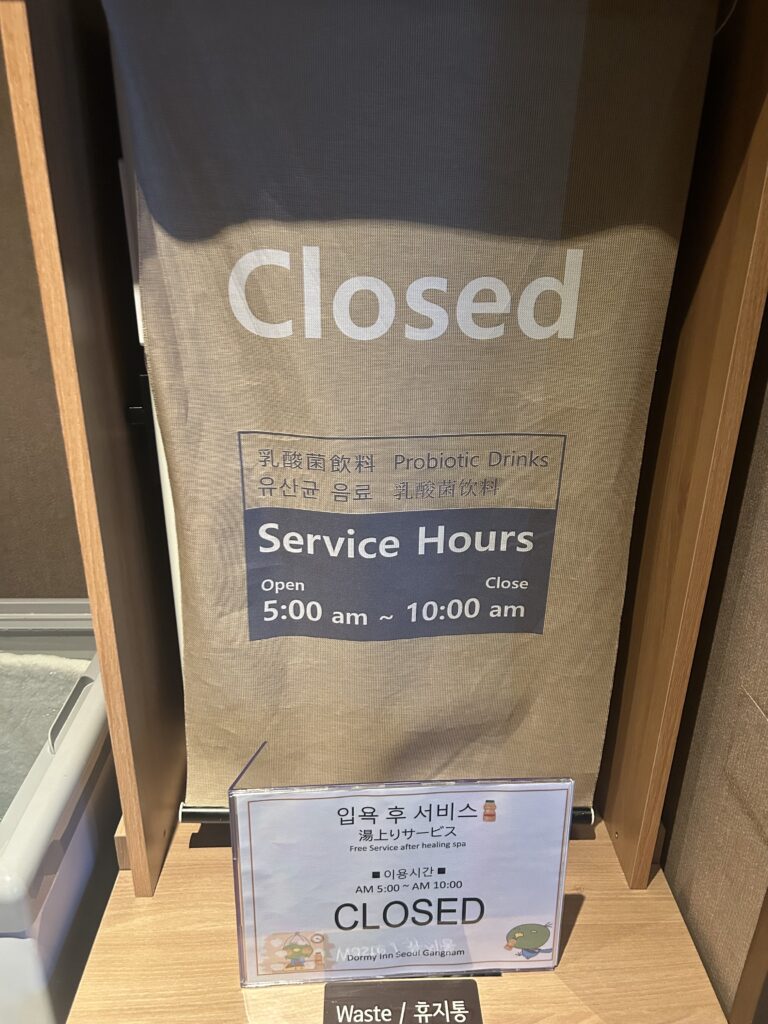 Closed
乳酸菌飲料 Probiotic Drinks
유산균 음료 乳酸菌饮料
Service Hours
Open Close
5:00 am ~ 10:00 am
입욕 후 서비스
湯上りサービス
Free Service after healing spa
■ 이용시간 ■
AM 5:00 ~ AM 10:00
CLOSED
Dormy Inn Seoul Gangnam
Waste / 휴지통